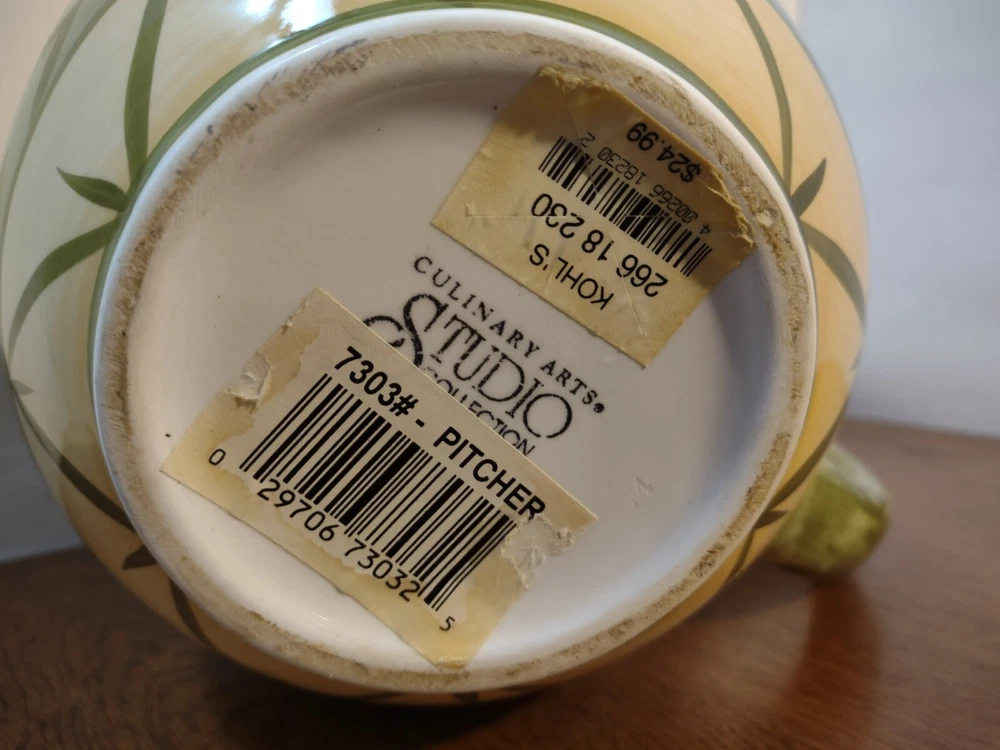 $24.99
4 00266 18230 2
266 18 230
KOHL'S
CULINARY ARTS®
STUDIO
COLLECTION
7303#- PITCHER
0 29706 73032 5